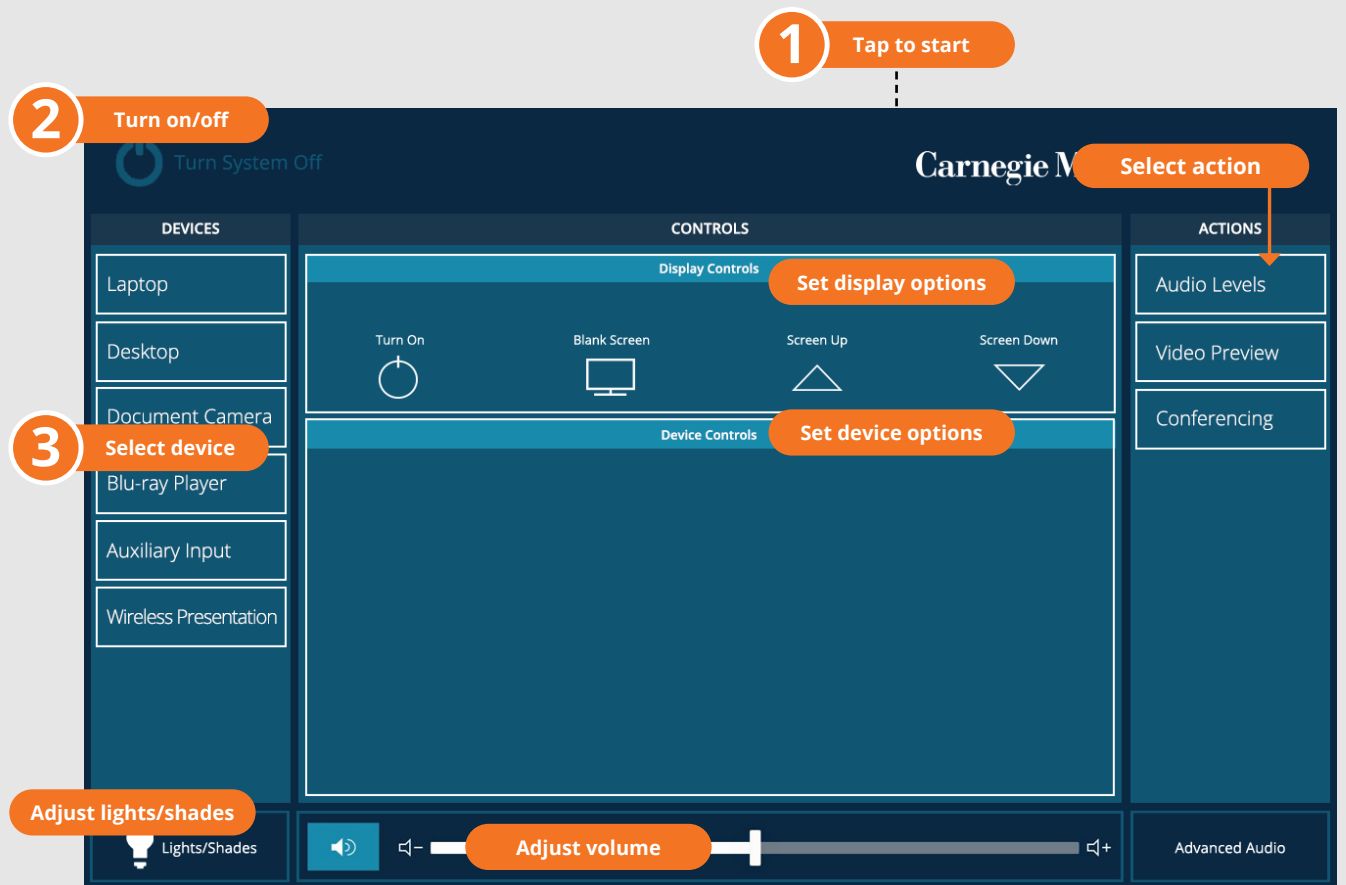 1 Tap to start
2 Turn on/off
Turn System Off
Carnegie M
Select action
DEVICES
CONTROLS
ACTIONS
Laptop
Desktop
Document Camera
3 Select device
Blu-ray Player
Auxiliary Input
Wireless Presentation
Display Controls
Set display options
Turn On
Blank Screen
Screen Up
Screen Down
Device Controls
Set device options
Audio Levels
Video Preview
Conferencing
Adjust lights/shades
Lights/Shades
Adjust volume
Advanced Audio